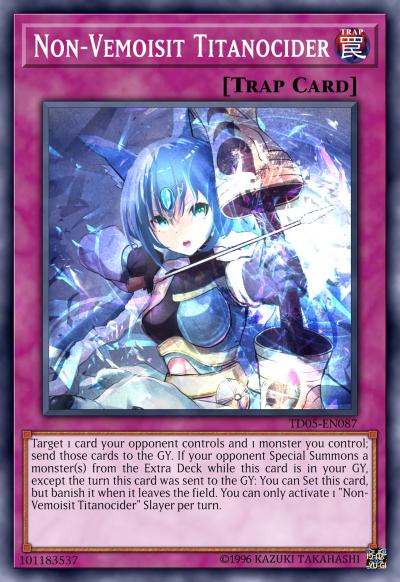 Non-Vemoisit Titanocider
TRAP
罠
[Trap Card]
TD05-EN087
Target 1 card your opponent controls and 1 monster you control;
send those cards to the GY. If your opponent Special Summons a
monster(s) from the Extra Deck while this card is in your GY,
except the turn this card was sent to the GY: You can Set this card,
but banish it when it leaves the field. You can only activate 1 "Non-
Vemoisit Titanocider" Slayer per turn.
101183537
©1996 KAZUKI TAKAHASHI